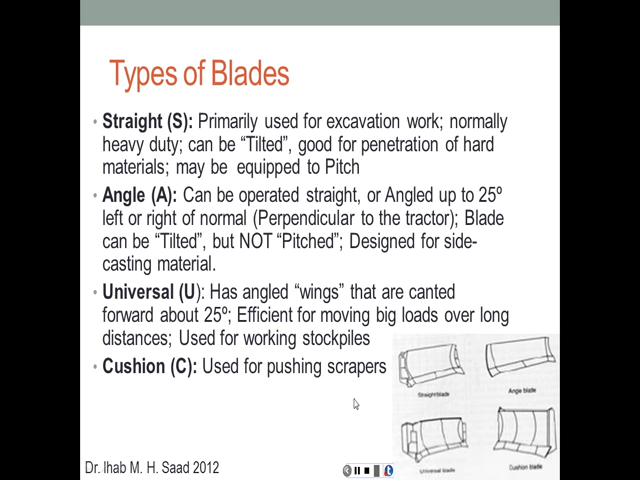 Types of Blades
• Straight (S): Primarily used for excavation work; normally
heavy duty; can be “Tilted”, good for penetration of hard
materials; may be equipped to Pitch
• Angle (A): Can be operated straight, or Angled up to 25º
left or right of normal (Perpendicular to the tractor); Blade
can be “Tilted”, but NOT “Pitched”; Designed for side-
casting material.
• Universal (U): Has angled “wings” that are canted
forward about 25º; Efficient for moving big loads over long
distances; Used for working stockpiles
• Cushion (C): Used for pushing scrapers
Straight blade
Angle blade
Universal blade
Cushion blade
Dr. Ihab M. H. Saad 2012